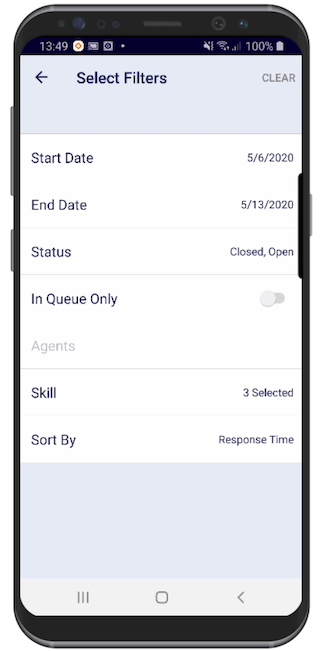 13:49 100%
Select Filters CLEAR
Start Date 5/6/2020
End Date 5/13/2020
Status Closed, Open
In Queue Only
Agents
Skill 3 Selected
Sort By Response Time